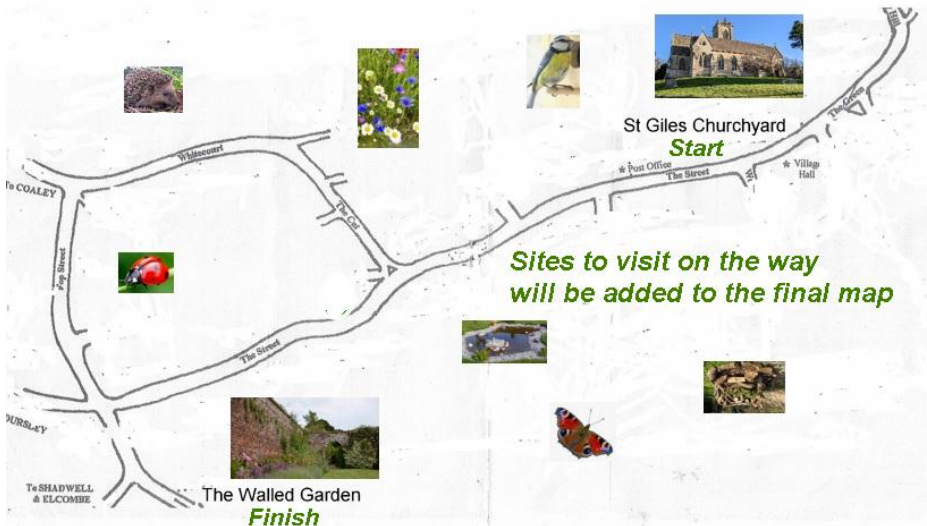 Hill
The Green
St Giles Churchyard
Start
Post Office
The Street
Village
Hall
Whitecourt
To COALEY
The Cut
Fop Street
Sites to visit on the way
will be added to the final map
The Street
DURSLEY
To SHADWELL
& ELCOMBE
The Walled Garden
Finish